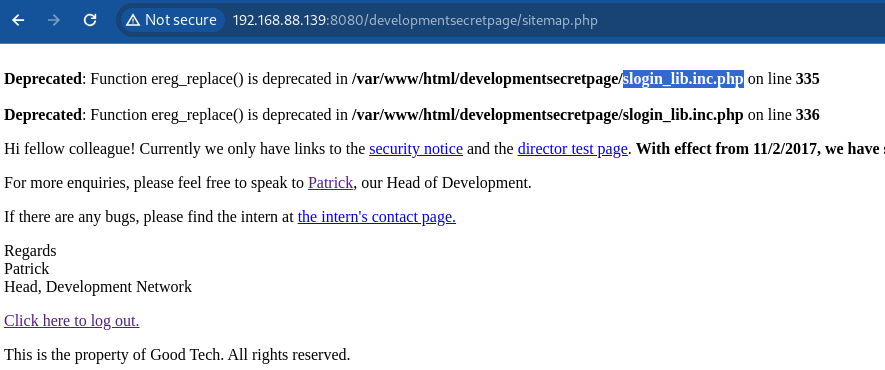 Not secure 192.168.88.139:8080/developmentsecretpage/sitemap.php
Deprecated: Function ereg_replace() is deprecated in /var/www/html/developmentsecretpage/slogin_lib.inc.php on line 335
Deprecated: Function ereg_replace() is deprecated in /var/www/html/developmentsecretpage/slogin_lib.inc.php on line 336
Hi fellow colleague! Currently we only have links to the security notice and the director test page. With effect from 11/2/2017, we have
For more enquiries, please feel free to speak to Patrick, our Head of Development.
If there are any bugs, please find the intern at the intern's contact page.
Regards
Patrick
Head, Development Network
Click here to log out.
This is the property of Good Tech. All rights reserved.